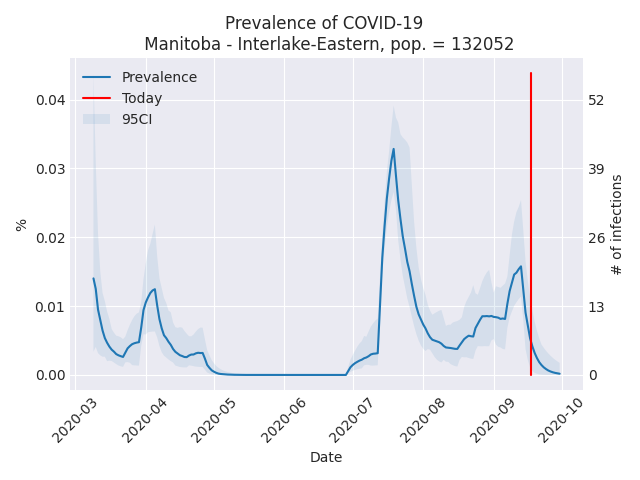 Prevalence of COVID-19
Manitoba - Interlake-Eastern, pop. = 132052
Prevalence
Today
95CI
0.04
0.03
0.02
0.01
0.00
%
52
39
26
13
0
# of infections
2020-03
2020-04
2020-05
2020-06
2020-07
2020-08
2020-09
2020-10
Date